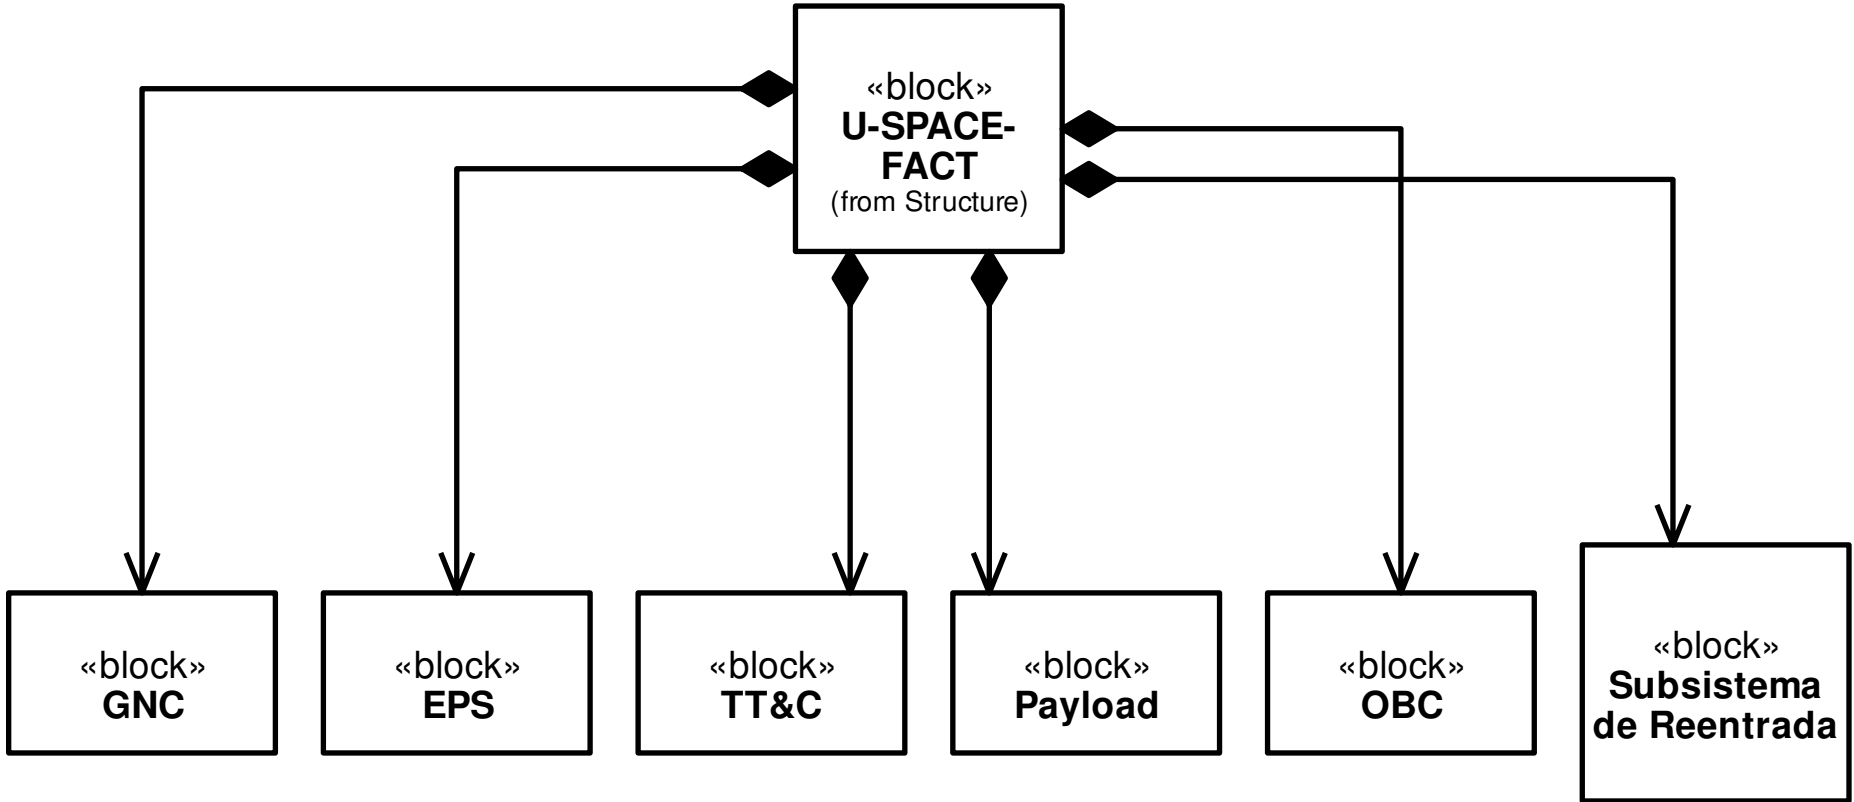 «block»
U-SPACE-
FACT
(from Structure)
«block»
GNC
«block»
EPS
«block»
TT&C
«block»
Payload
«block»
OBC
«block»
Subsistema
de Reentrada